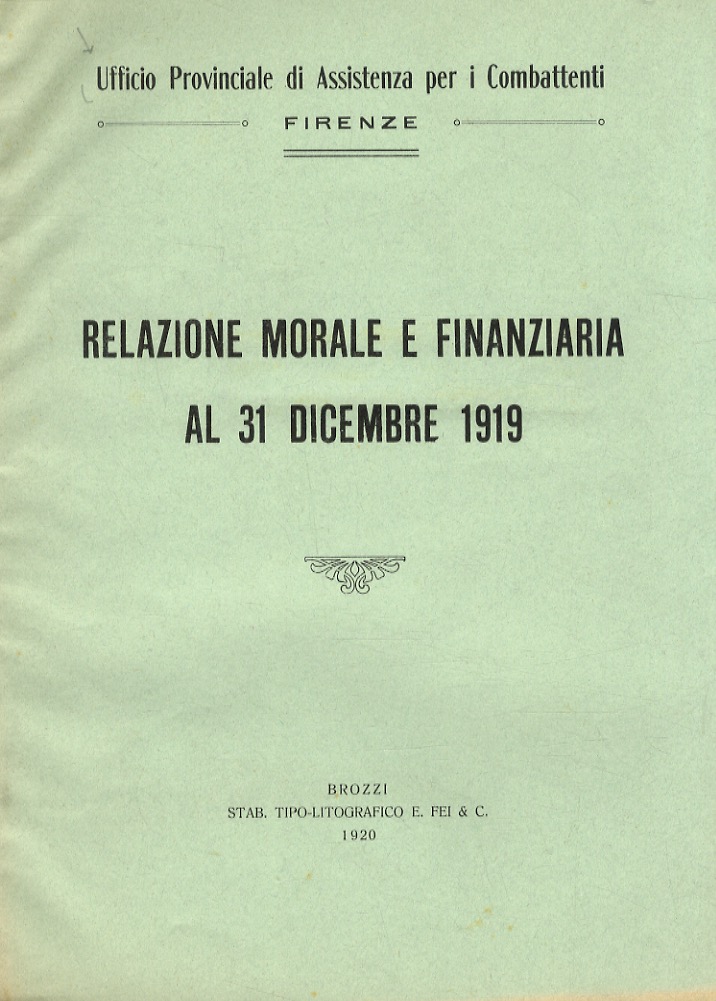 Ufficio Provinciale di Assistenza per i Combattenti
FIRENZE
RELAZIONE MORALE E FINANZIARIA
AL 31 DICEMBRE 1919
BROZZI
STAB. TIPO-LITOGRAFICO E. FEI & C.
1920